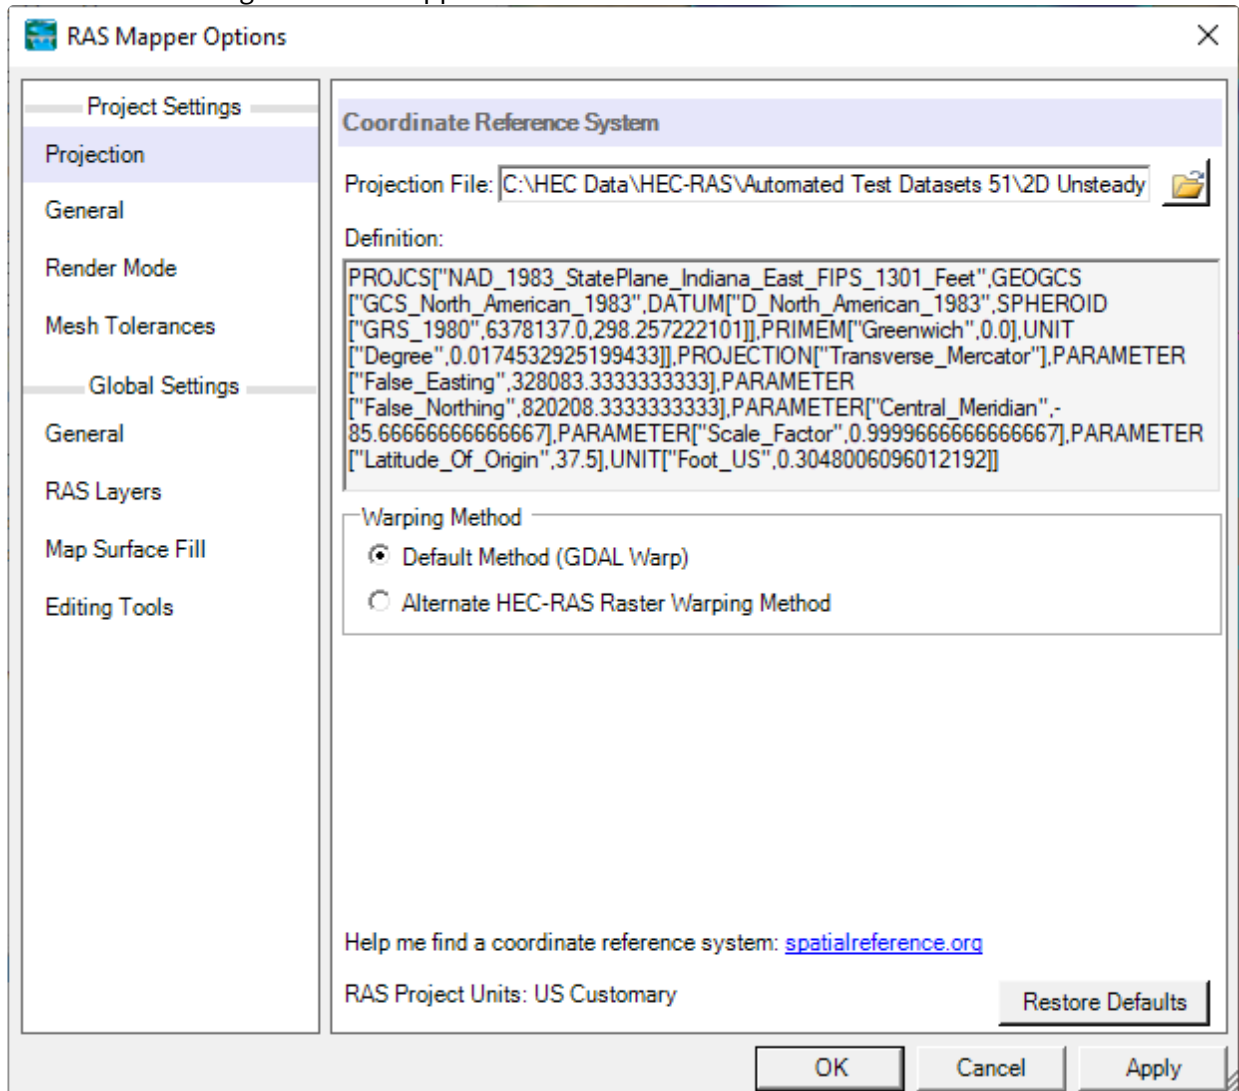 RAS Mapper Options
Project Settings
Projection
General
Render Mode
Mesh Tolerances
Global Settings
General
RAS Layers
Map Surface Fill
Editing Tools
Coordinate Reference System
Projection File: C:\HEC Data\HEC-RAS\Automated Test Datasets 51\2D Unsteady
Definition:
PROJCS["NAD_1983_StatePlane_Indiana_East_FIPS_1301_Feet",GEOGCS
["GCS_North_American_1983",DATUM["D_North_American_1983",SPHEROID
["GRS_1980",6378137.0,298.257222101]],PRIMEM["Greenwich",0.0],UNIT
["Degree",0.0174532925199433]],PROJECTION["Transverse_Mercator"],PARAMETER
["False_Easting",328083.3333333333],PARAMETER
["False_Northing",820208.3333333333],PARAMETER["Central_Meridian",-
85.66666666666667],PARAMETER["Scale_Factor",0.9999666666666667],PARAMETER
["Latitude_Of_Origin",37.5],UNIT["Foot_US",0.3048006096012192]]
Warping Method
Default Method (GDAL Warp)
Alternate HEC-RAS Raster Warping Method
Help me find a coordinate reference system: spatialreference.org
RAS Project Units: US Customary
Restore Defaults
OK
Cancel
Apply